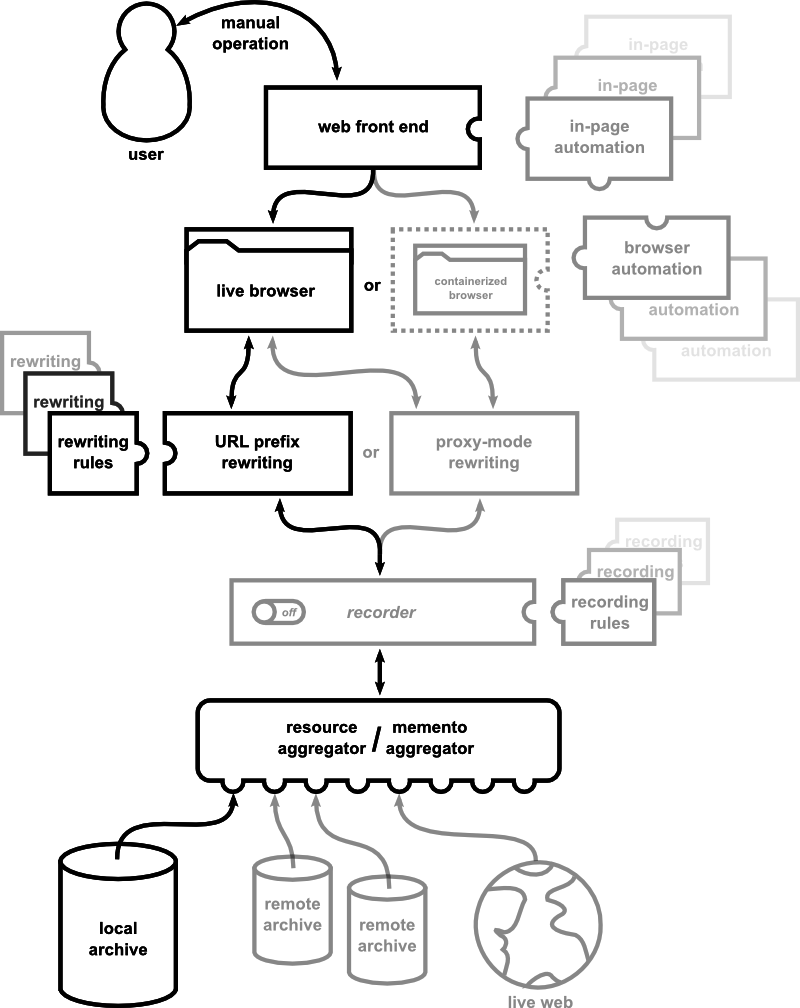 manual
operation
user
web front end
in-page
in-page
in-page
automation
live browser
or
containerized
browser
browser
automation
automation
automation
rewriting
rewriting
rewriting
rules
URL prefix
rewriting
or
proxy-mode
rewriting
off
recorder
recording
recording
recording
rules
resource
aggregator
/
memento
aggregator
local
archive
remote
archive
remote
archive
live web